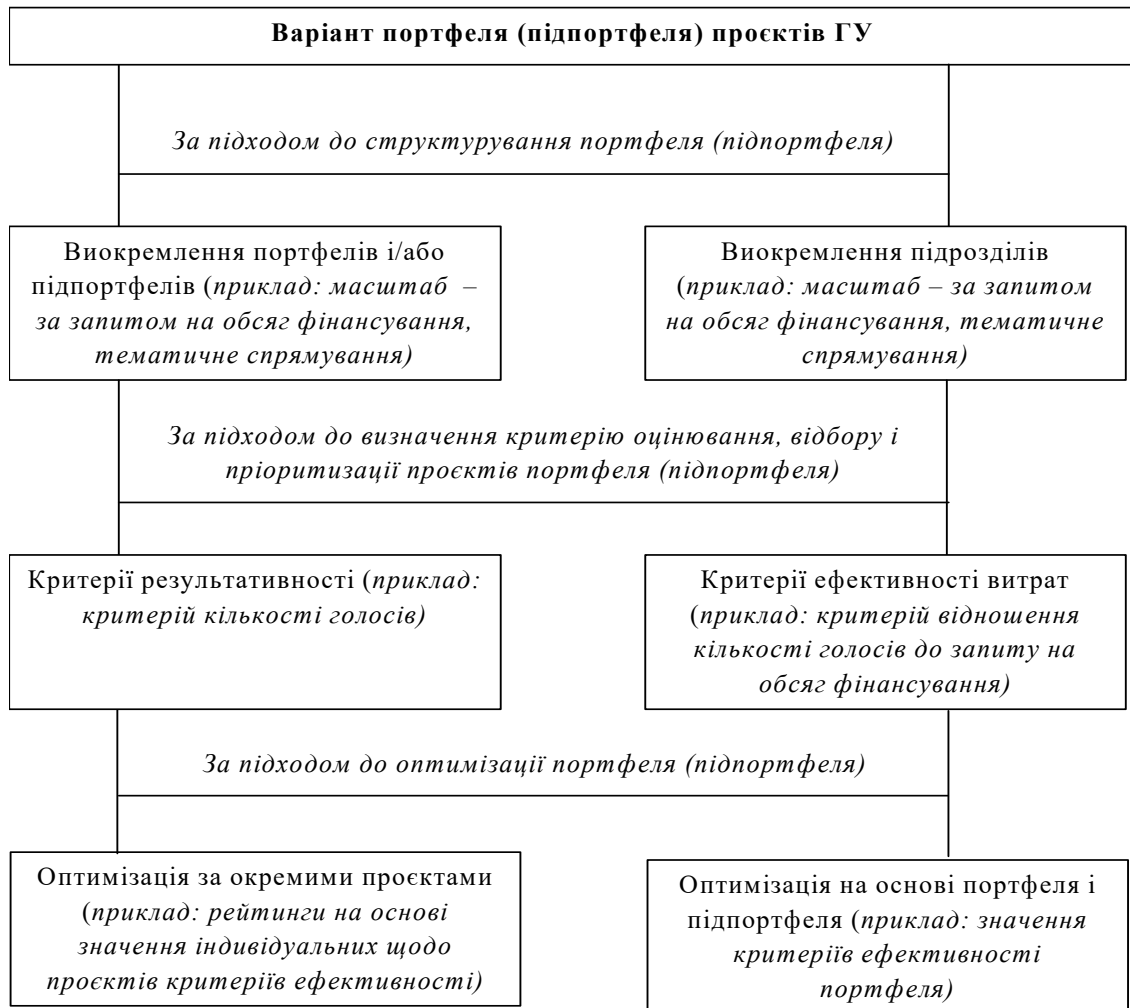 Варіант портфеля (підпортфеля) проєктів ГУ
За підходом до структурування портфеля (підпортфеля)
Виокремлення портфелів і/або
підпортфелів (приклад: масштаб –
за запитом на обсяг фінансування,
тематичне спрямування)
Виокремлення підрозділів
(приклад: масштаб – за запитом
на обсяг фінансування, тематичне
спрямування)
За підходом до визначення критерію оцінювання, відбору і
пріоритизації проєктів портфеля (підпортфеля)
Критерії результативності (приклад:
критерій кількості голосів)
Критерії ефективності витрат
(приклад: критерій відношення
кількості голосів до запиту на
обсяг фінансування)
За підходом до оптимізації портфеля (підпортфеля)
Оптимізація за окремими проєктами
(приклад: рейтинги на основі
значення індивідуальних щодо
проєктів критеріїв ефективності)
Оптимізація на основі портфеля і
підпортфеля (приклад: значення
критеріїв ефективності
портфеля)